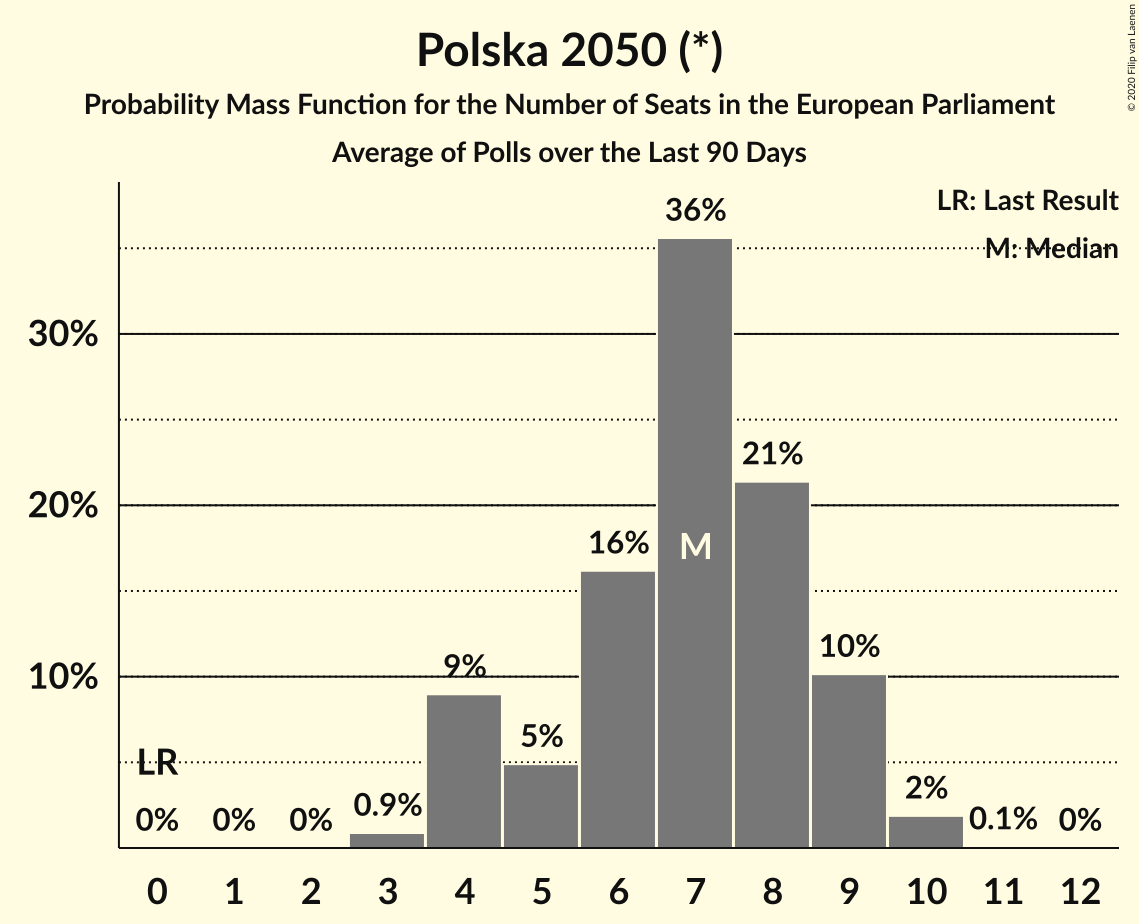 Polska 2050 (*)
Probability Mass Function for the Number of Seats in the European Parliament
Average of Polls over the Last 90 Days
© 2020 Filip van Laenen
LR: Last Result
M: Median
36%
30%
21%
20%
16%
M
10%
9%
10%
5%
LR
0%
0%
0%
0.9%
2%
0.1%
0%
0 1 2 3 4 5 6 7 8 9 10 11 12